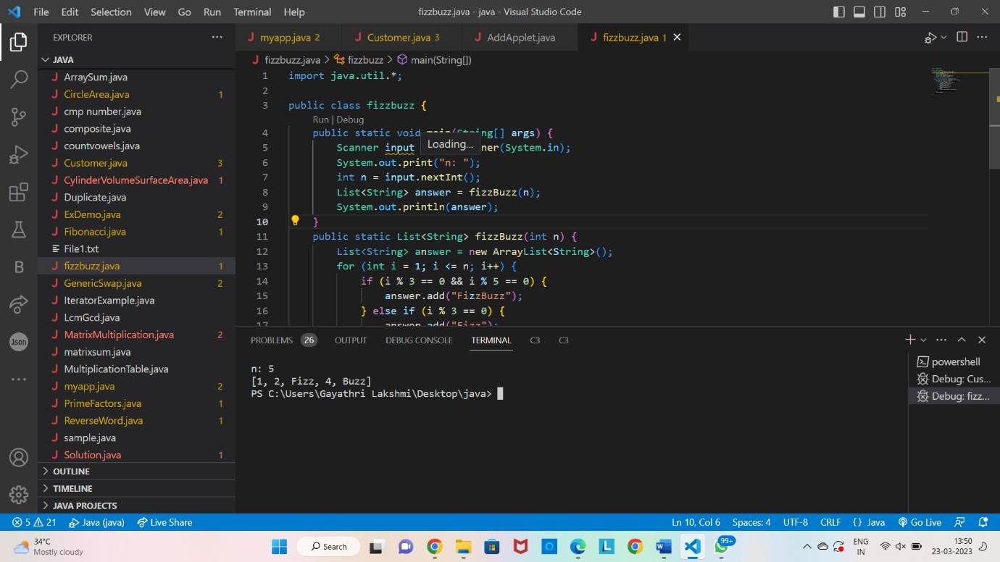 File Edit Selection View Go Run Terminal Help fizzbuzz.java - java - Visual Studio Code
EXPLORER
JAVA
ArraySum.java
CircleArea.java 1
cmp number.java
composite.java
countvowels.java
Customer.java 3
CylinderVolumeSurfaceArea.java 1
Duplicate.java
ExDemo.java 2
Fibonacci.java 1
File1.txt
fizzbuzz.java 1
GenericSwap.java 2
IteratorExample.java
LcmGcd.java
MatrixMultiplication.java 2
matrixsum.java
MultiplicationTable.java
myapp.java 2
PrimeFactors.java 1
ReverseWord.java 1
sample.java
Solution.java 1
OUTLINE
TIMELINE
JAVA PROJECTS
B
Json
myapp.java 2 Customer.java 3 AddApplet.java fizzbuzz.java 1
fizzbuzz.java > fizzbuzz > main(String[])
1 import java.util.*;
2
3 public class fizzbuzz {
Run | Debug
4 public static void main(String[] args) {
5 Scanner input Loading... ner(System.in);
6 System.out.print("n: ");
7 int n = input.nextInt();
8 List<String> answer = fizzBuzz(n);
9 System.out.println(answer);
10 }
11 public static List<String> fizzBuzz(int n) {
12 List<String> answer = new ArrayList<String>();
13 for (int i = 1; i <= n; i++) {
14 if (i % 3 == 0 && i % 5 == 0) {
15 answer.add("FizzBuzz");
16 } else if (i % 3 == 0) {
17 answer.add("Fizz");
PROBLEMS 26 OUTPUT DEBUG CONSOLE TERMINAL C3 C3
n: 5
[1, 2, Fizz, 4, Buzz]
PS C:\Users\Gayathri Lakshmi\Desktop\java>
powershell
Debug: Cus...
Debug: fizz...
5 21 Java (java) Live Share Ln 10, Col 6 Spaces: 4 UTF-8 CRLF {} Java Go Live
34°C
Mostly cloudy
Search
L
W
99+
ENG
IN
13:50
23-03-2023